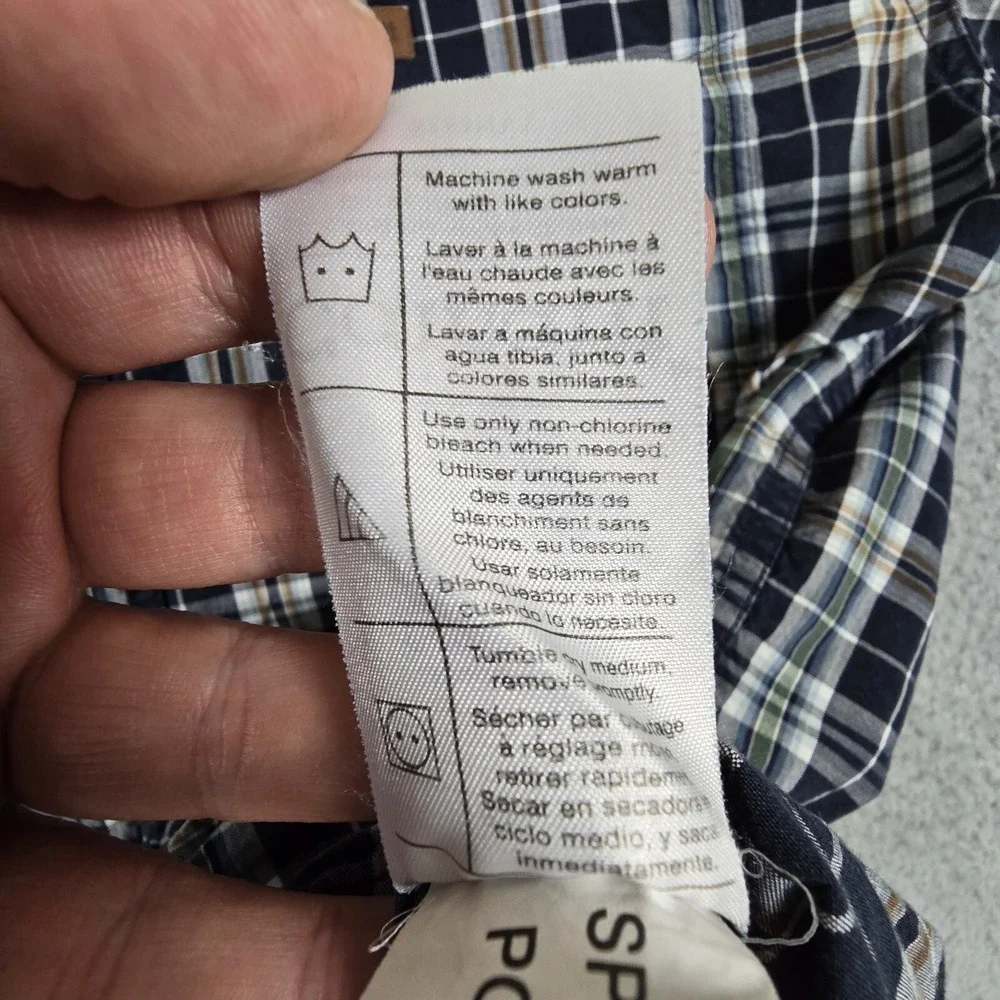 Machine wash warm
with like colors.
Laver à la machine à
l'eau chaude avec les
mêmes couleurs.
Lavar a máquina con
agua tibia, junto a
colores similares.
Use only non-chlorine
bleach when needed.
Utiliser uniquement
des agents de
blanchiment sans
chlore, au besoin.
Usar solamente
blanqueador sin cloro
cuando lo necesite.
Tumble dry medium,
remove
Sécher par
à réglage
retirer
Secar en
ciclo medio, y
inmediatamente.
SP
PO